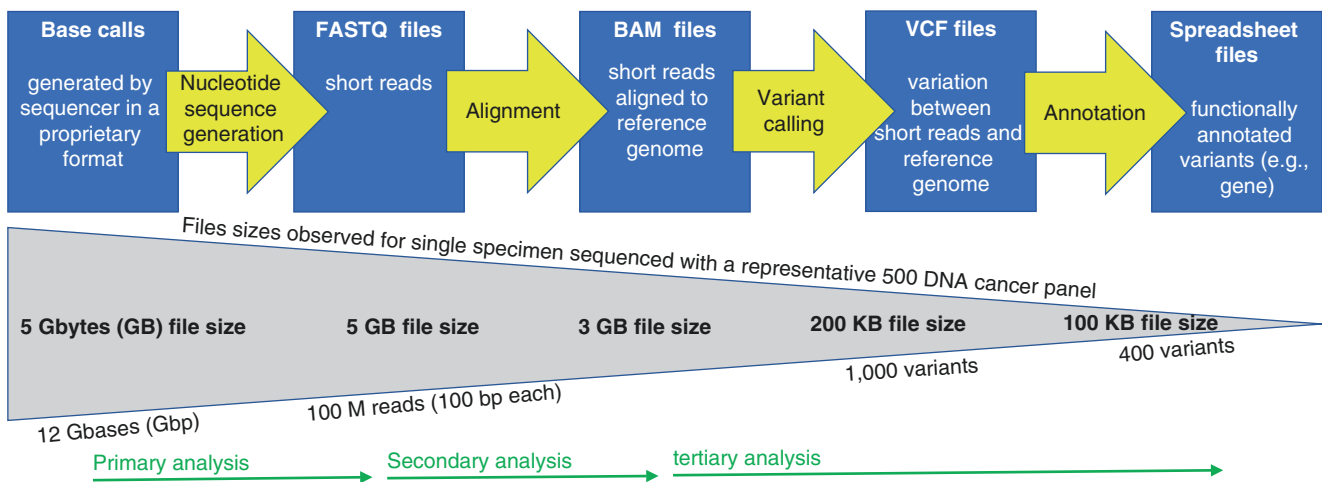 Base calls
generated by
sequencer in a
proprietary
format
Nucleotide
sequence
generation
FASTQ files
short reads
Alignment
BAM files
short reads
aligned to
reference
genome
Variant
calling
VCF files
variation
between
short reads and
reference
genome
Annotation
Spreadsheet
files
functionally
annotated
variants (e.g.,
gene)
Files sizes observed for single specimen sequenced with a representative 500 DNA cancer panel
5 Gbytes (GB) file size
5 GB file size
3 GB file size
200 KB file size
100 KB file size
12 Gbases (Gbp)
100 M reads (100 bp each)
1,000 variants
400 variants
Primary analysis
Secondary analysis
tertiary analysis